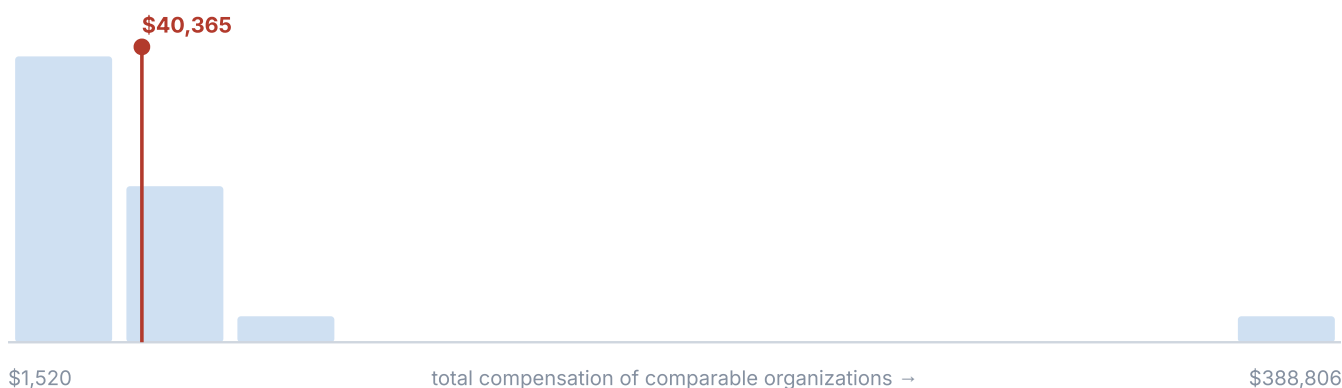 $40,365
$1,520 total compensation of comparable organizations → $388,806